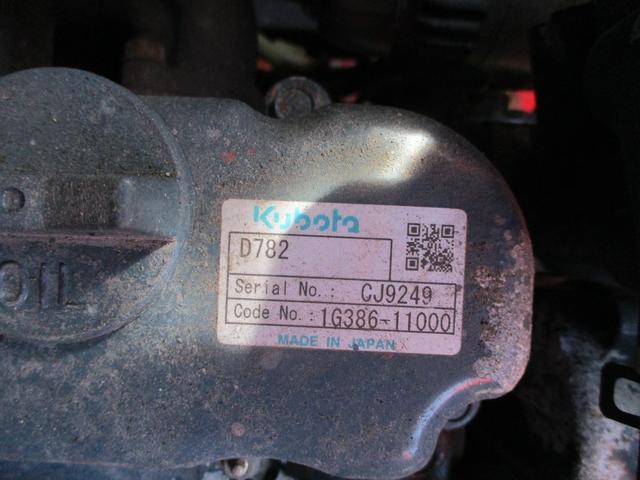 OIL
Kubota
D782
Serial No.: CJ9249
Code No.: 1G386-11000
MADE IN JAPAN